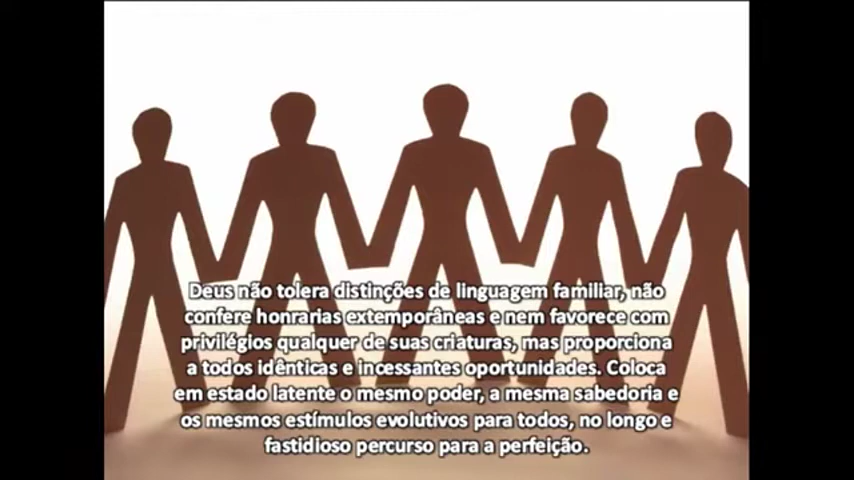 Deus não tolera distinções de linguagem familiar, não
confere honrarias extemporâneas e nem favorece com
privilégios qualquer de suas criaturas, mas proporciona
a todos idênticas e incessantes oportunidades. Coloca
em estado latente o mesmo poder, a mesma sabedoria e
os mesmos estímulos evolutivos para todos, no longo e
fastidioso percurso para a perfeição.